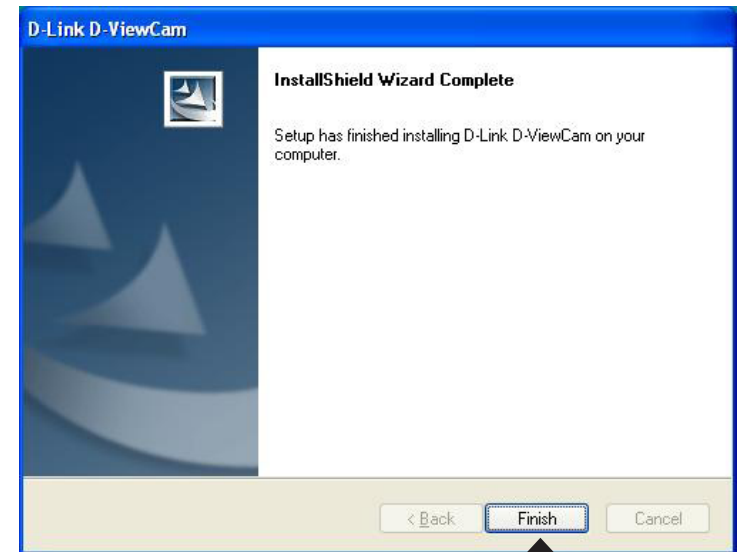 D-Link D-ViewCam
InstallShield Wizard Complete
Setup has finished installing D-Link D-ViewCam on your
computer.
< Back Finish Cancel